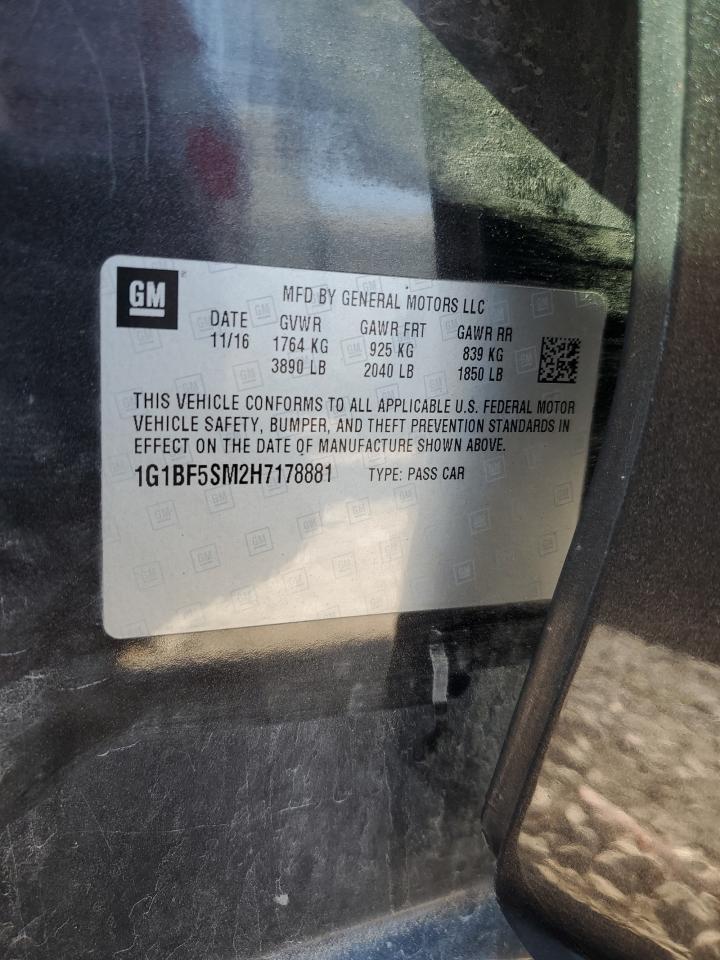 GM
MFD BY GENERAL MOTORS LLC
DATE GVWR GAWR FRT GAWR RR
11/16 1764 KG 925 KG 839 KG
3890 LB 2040 LB 1850 LB
THIS VEHICLE CONFORMS TO ALL APPLICABLE U.S. FEDERAL MOTOR
VEHICLE SAFETY, BUMPER, AND THEFT PREVENTION STANDARDS IN
EFFECT ON THE DATE OF MANUFACTURE SHOWN ABOVE.
1G1BF5SM2H7178881 TYPE: PASS CAR